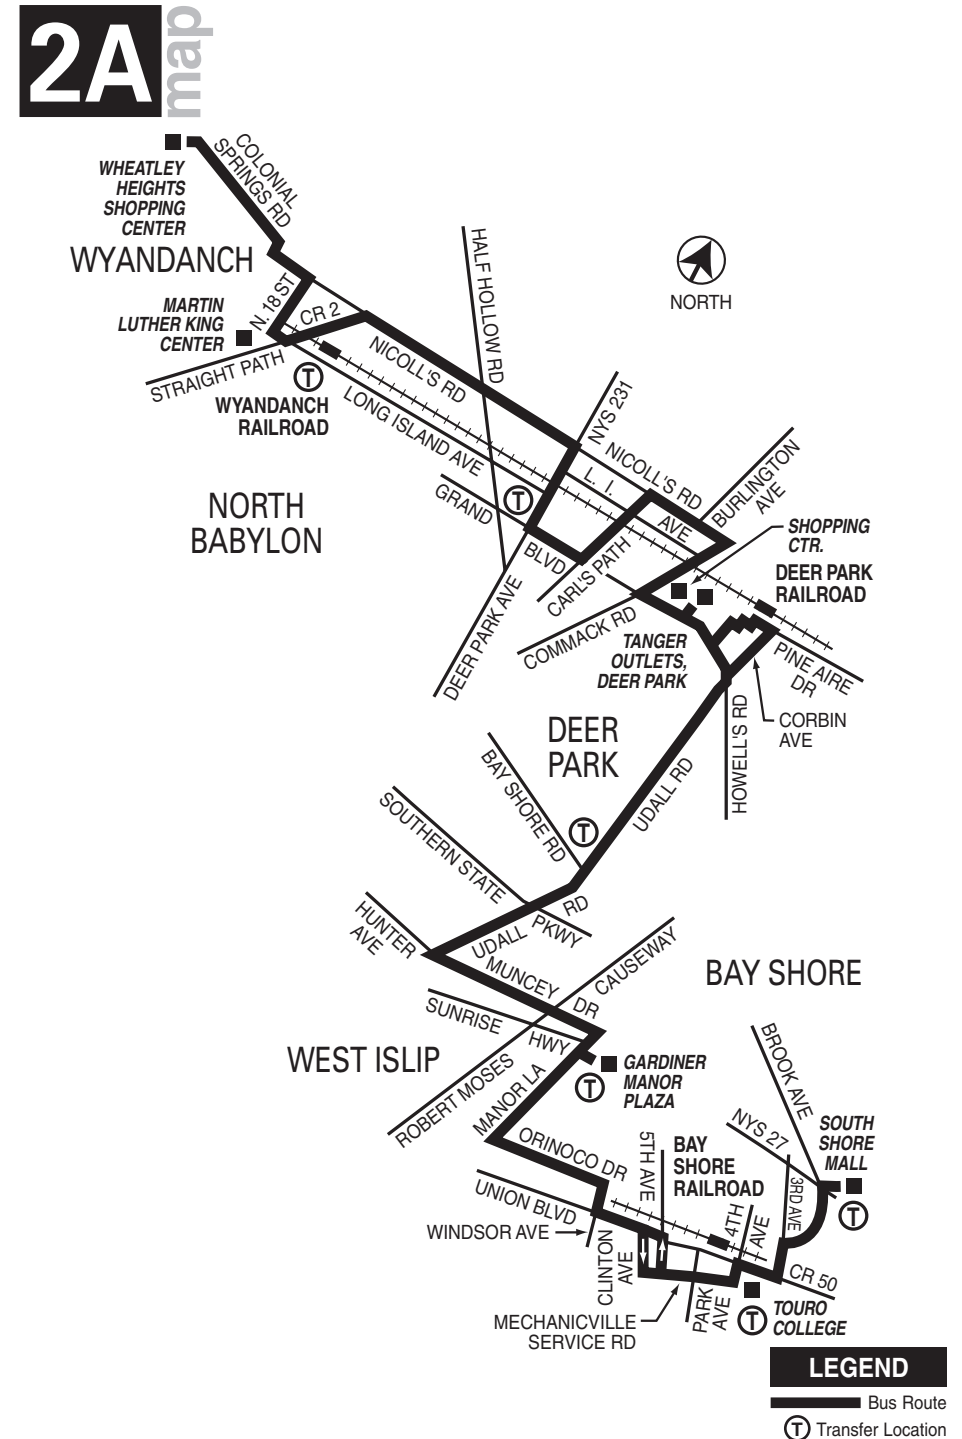 2A
map
COLONIAL
SPRINGS RD
WHEATLEY
HEIGHTS
SHOPPING
CENTER
WYANDANCH
HALF HOLLOW RD
NORTH
N. 18 ST
CR 2
MARTIN
LUTHER KING
CENTER
STRAIGHT PATH
T
WYANDANCH
RAILROAD
NICOLL'S RD
LONG ISLAND AVE
NYS 231
NICOLL'S RD
L. I.
AVE
BURLINGTON
AVE
GRAND
BLVD
T
NORTH
BABYLON
CARL'S PATH
SHOPPING
CTR.
DEER PARK
RAILROAD
DEER PARK AVE
COMMACK RD
TANGER
OUTLETS,
DEER PARK
PINE AIRE
DR
CORBIN
AVE
HOWELL'S RD
DEER
PARK
UDALL RD
BAY SHORE RD
T
SOUTHERN STATE
PKWY
HUNTER
AVE
UDALL
RD
MUNCEY
DR
CAUSEWAY
BAY SHORE
SUNRISE
HWY
WEST ISLIP
ROBERT MOSES
MANOR LA
GARDINER
MANOR
PLAZA
T
BROOK AVE
NYS 27
SOUTH
SHORE
MALL
T
ORINOCO DR
5TH AVE
BAY
SHORE
RAILROAD
3RD AVE
4TH
AVE
UNION BLVD
WINDSOR AVE
CLINTON
AVE
CR 50
MECHANICVILLE
SERVICE RD
PARK
AVE
T
TOURO
COLLEGE
LEGEND
Bus Route
T Transfer Location